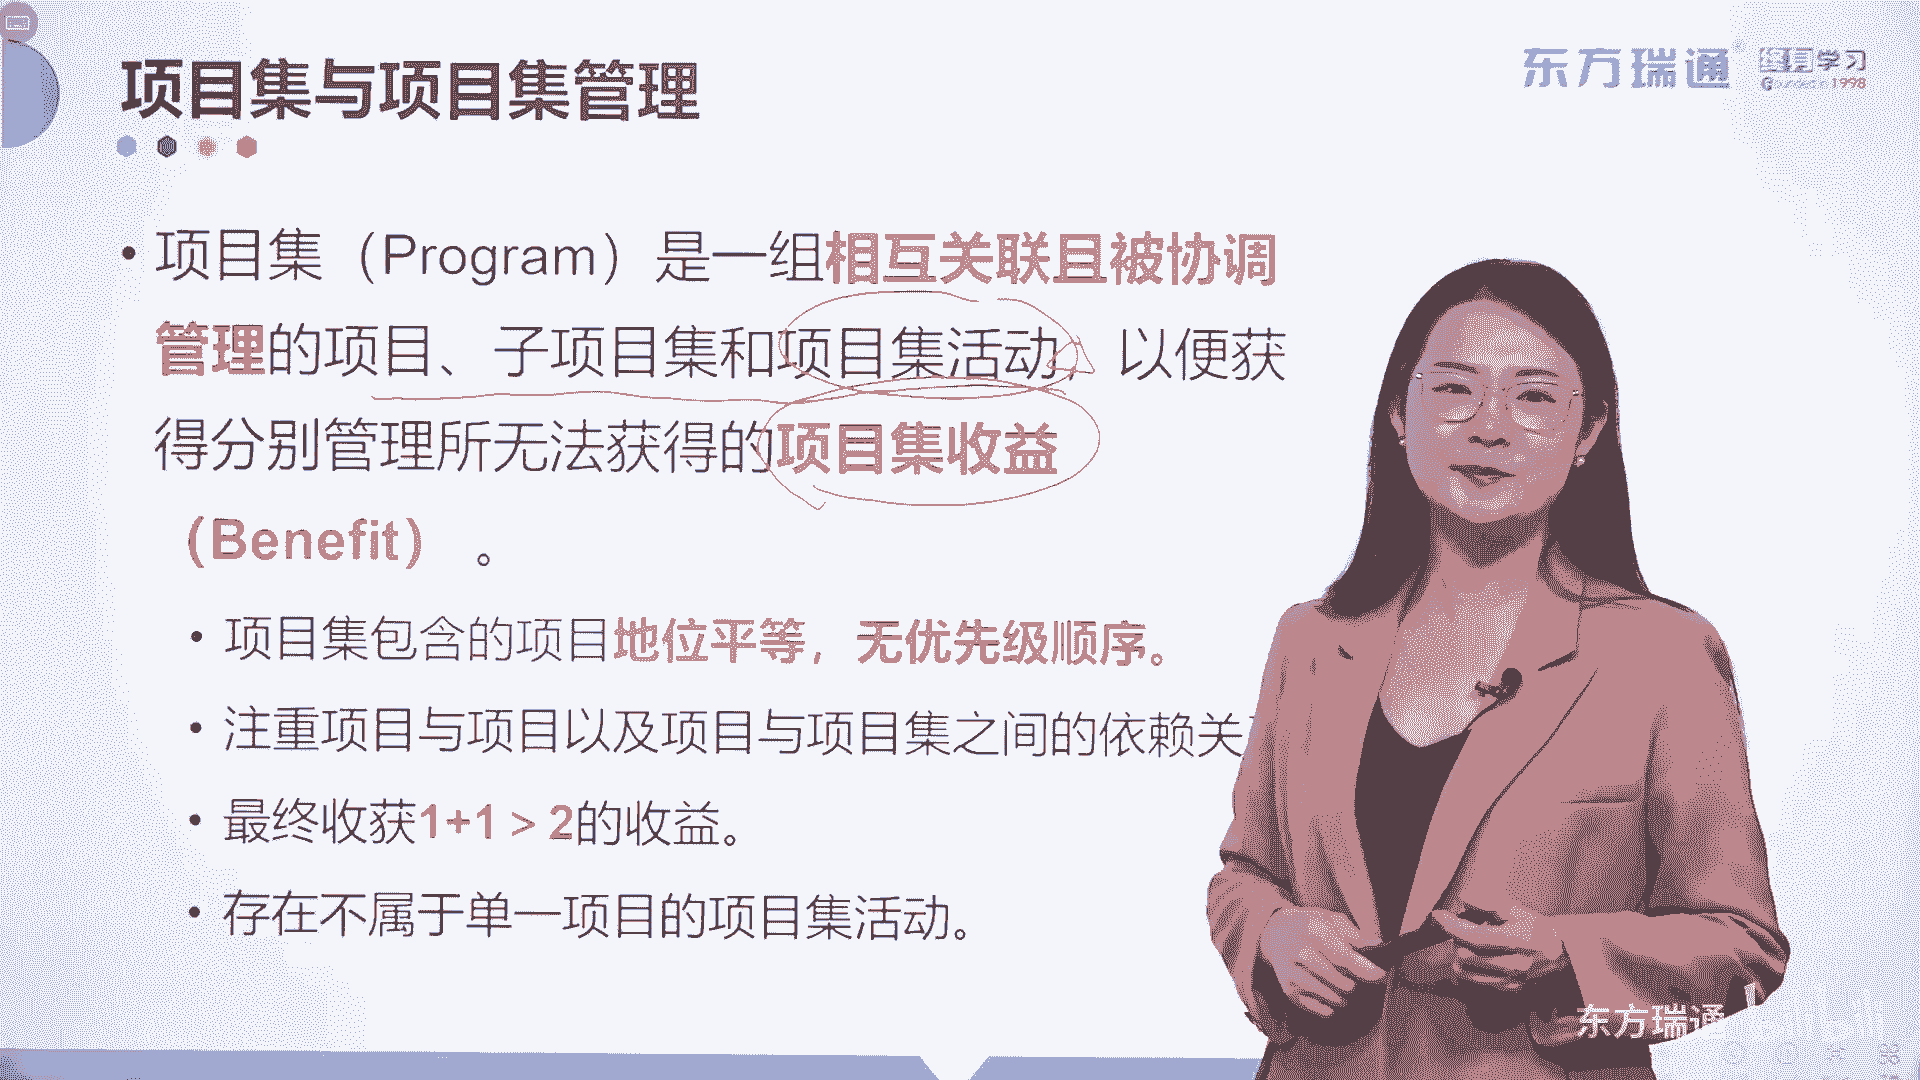 项目集与项目集管理
东方瑞通
学习
1998
•项目集（Program）是一组相互关联且被协调
管理的项目、子项目集和项目集活动，以便获
得分别管理所无法获得的项目集收益
（Benefit）。
•项目集包含的项目地位平等，无优先级顺序。
•注重项目与项目以及项目与项目集之间的依赖关
•最终收获1+1＞2的收益。
•存在不属于单一项目的项目集活动。
东方瑞通